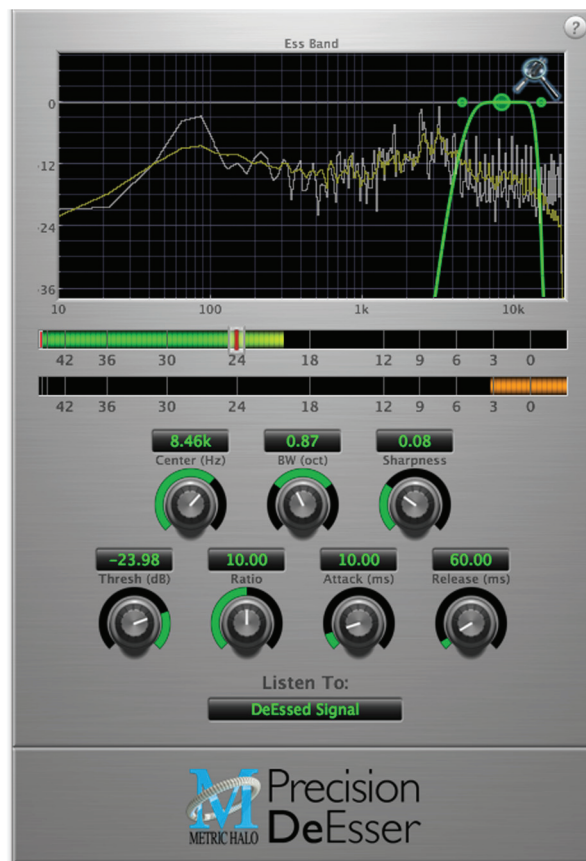 ?
Ess Band
0
-12
-24
-36
10 100 1k 10k
42 36 30 24 18 12 9 6 3 0
42 36 30 24 18 12 9 6 3 0
8.46k 0.87 0.08
Center (Hz) BW (oct) Sharpness
-23.98 10.00 10.00 60.00
Thresh (dB) Ratio Attack (ms) Release (ms)
Listen To:
DeEssed Signal
M
METRIC HALO
Precision
DeEsser